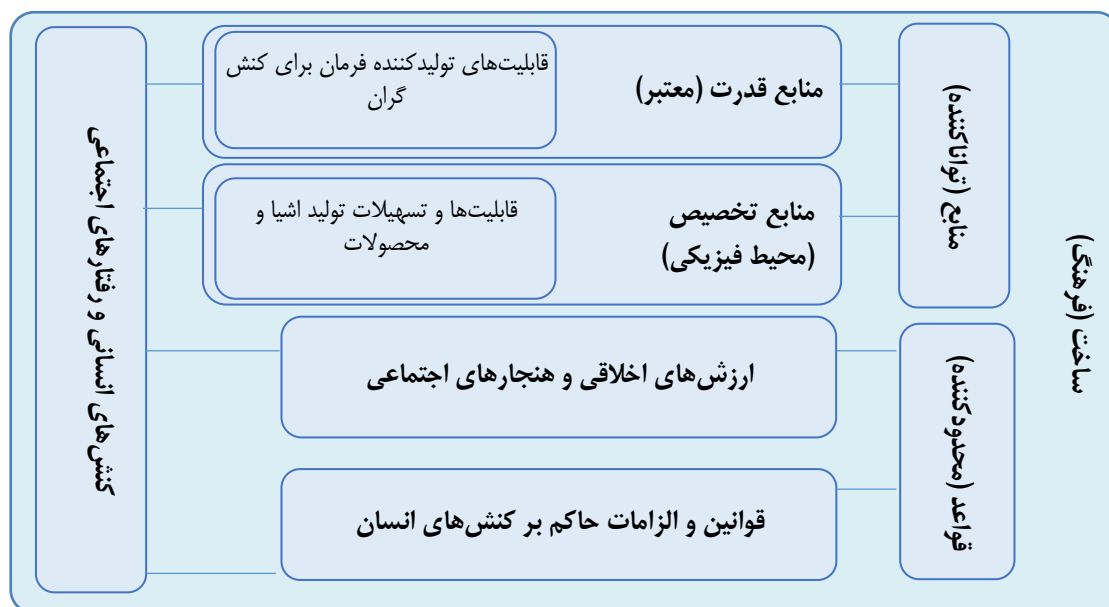 ساخت (فرهنگ)
منابع (تواناکننده)
منابع قدرت (معتبر)
قابلیت‌های تولیدکننده فرمان برای کنش
گران
منابع تخصیص
(محیط فیزیکی)
قابلیت‌ها و تسهیلات تولید اشیا و
محصولات
قواعد (محدودکننده)
ارزش‌های اخلاقی و هنجارهای اجتماعی
قوانین و الزامات حاکم بر کنش‌های انسان
کنش‌های انسانی و رفتارهای اجتماعی